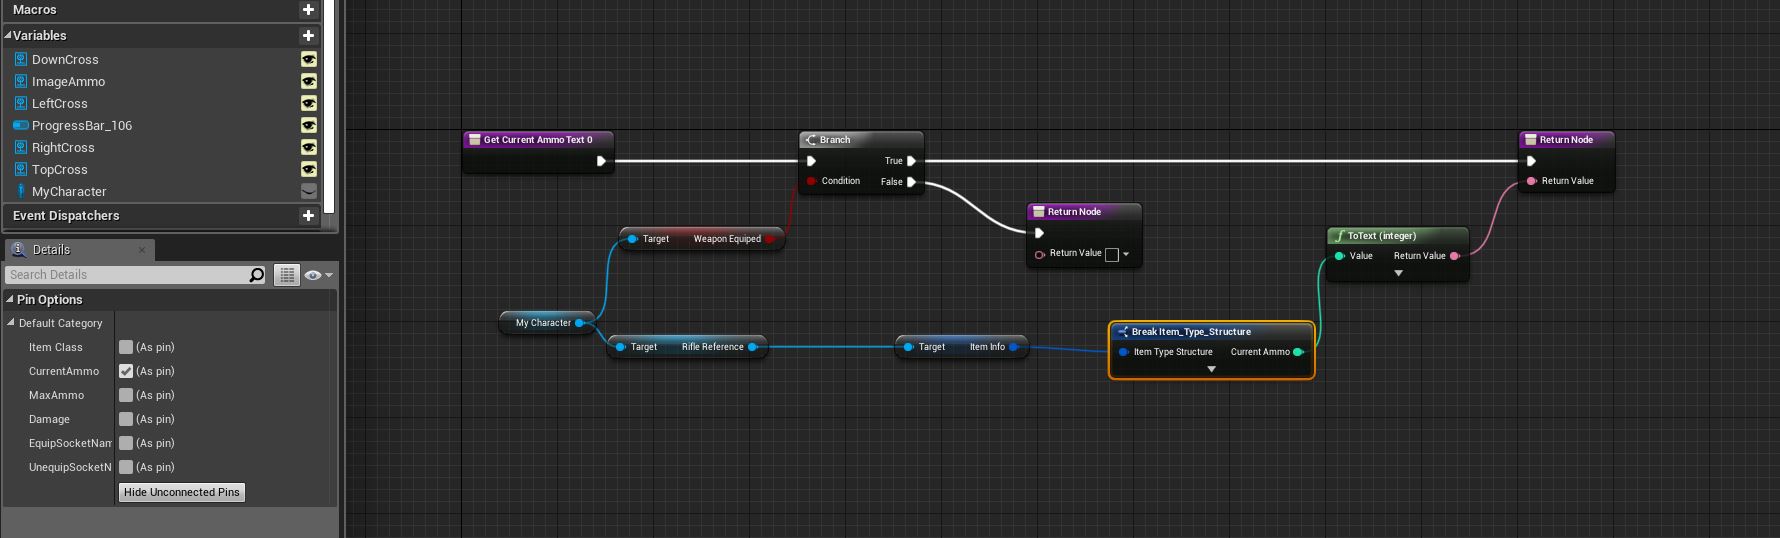 Macros
Variables
DownCross
ImageAmmo
LeftCross
ProgressBar_106
RightCross
TopCross
MyCharacter
Event Dispatchers
Details
Search Details
Pin Options
Default Category
Item Class (As pin)
CurrentAmmo (As pin)
MaxAmmo (As pin)
Damage (As pin)
EquipSocketNam (As pin)
UnequipSocketN (As pin)
Hide Unconnected Pins
Get Current Ammo Text 0
Branch
True
Condition False
Return Node
Return Value
Target Weapon Equiped
Return Node
Return Value
ToText (integer)
Value Return Value
My Character
Target Rifle Reference
Target Item Info
Break Item_Type_Structure
Item Type Structure Current Ammo